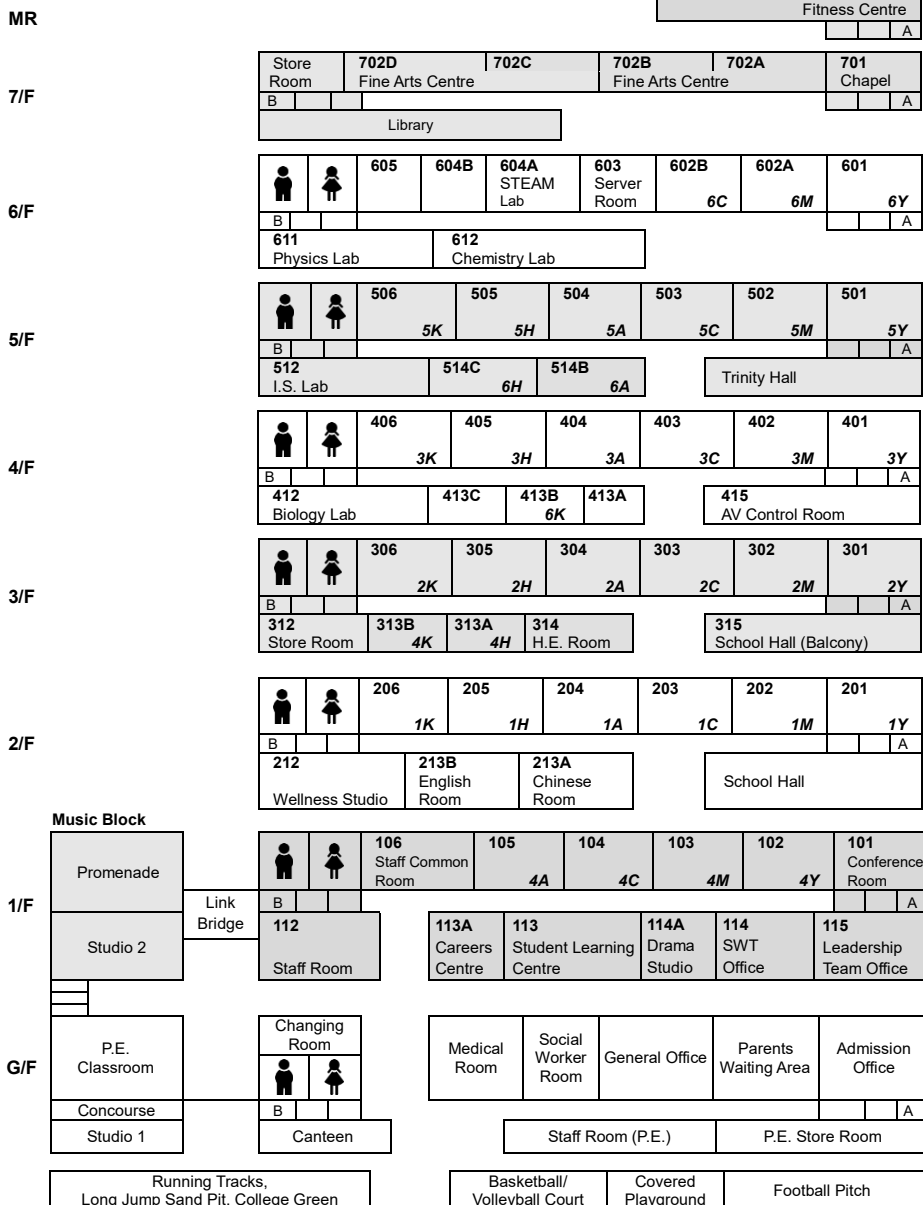 Fitness Centre
MR
A
Store Room
702D
702C
702B
702A
701
Fine Arts Centre
Fine Arts Centre
Chapel
7/F
B
A
Library
605
604B
604A
603
602B
602A
601
STEAM Lab
Server Room
6C
6M
6Y
6/F
B
A
611
612
Physics Lab
Chemistry Lab
506
505
504
503
502
501
5K
5H
5A
5C
5M
5Y
5/F
B
A
512
514C
514B
Trinity Hall
I.S. Lab
6H
6A
406
405
404
403
402
401
3K
3H
3A
3C
3M
3Y
4/F
B
A
412
413C
413B
413A
415
Biology Lab
6K
AV Control Room
306
305
304
303
302
301
2K
2H
2A
2C
2M
2Y
3/F
B
A
312
313B
313A
314
315
Store Room
4K
4H
H.E. Room
School Hall (Balcony)
206
205
204
203
202
201
1K
1H
1A
1C
1M
1Y
2/F
B
A
212
213B
213A
School Hall
Wellness Studio
English Room
Chinese Room
Music Block
Promenade
106
105
104
103
102
101
Staff Common Room
4A
4C
4M
4Y
Conference Room
1/F
Link Bridge
B
A
Studio 2
112
113A
113
114A
114
115
Staff Room
Careers Centre
Student Learning Centre
Drama Studio
SWT Office
Leadership Team Office
G/F
P.E. Classroom
Changing Room
Medical Room
Social Worker Room
General Office
Parents Waiting Area
Admission Office
Concourse
B
A
Studio 1
Canteen
Staff Room (P.E.)
P.E. Store Room
Running Tracks,
Long Jump Sand Pit, College Green
Basketball/
Volleyball Court
Covered
Playground
Football Pitch